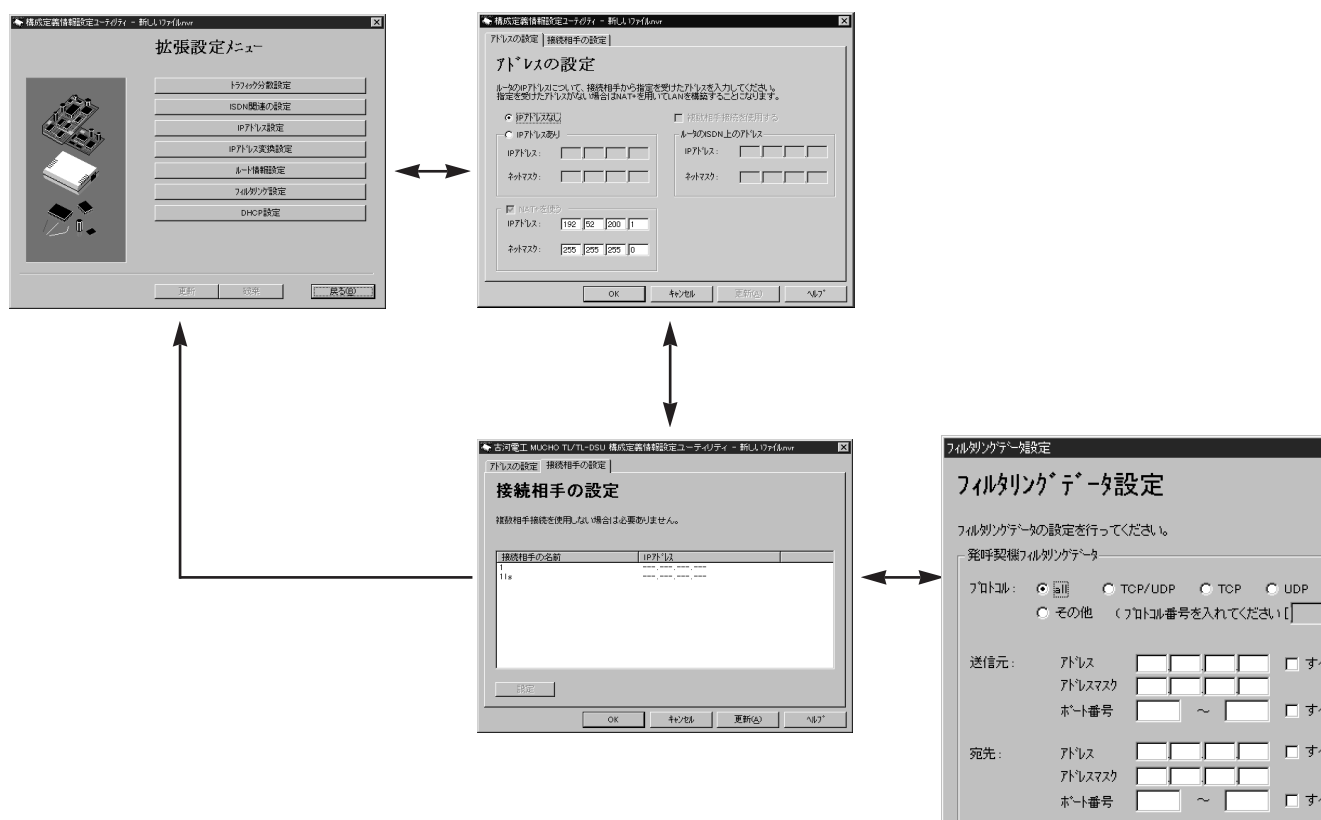 構成定義情報設定ユーティリティ - 新しいファイル.nvr
拡張設定メニュー
トラフィック分散設定
ISDN関連の設定
IPアドレス設定
IPアドレス変換設定
ルート情報設定
フィルタリング設定
DHCP設定
更新
終了
戻る(B)
構成定義情報設定ユーティリティ - 新しいファイル.nvr
アドレスの設定 接続相手の設定
アドレスの設定
ルータのIPアドレスについて、接続相手から指定を受けたアドレスを入力してください。
指定を受けたアドレスがない場合はNAT+を用いてLANを構築することになります。
IPアドレスなし
複数相手接続を使用する
IPアドレスあり
IPアドレス:
ネットマスク:
ルータのISDN上のアドレス
IPアドレス:
ネットマスク:
NAT+を使う
IPアドレス: 192 52 200 1
ネットマスク: 255 255 255 0
OK キャンセル 更新(A) ヘルプ
古河電工 MUCHO TL/TL-DSU 構成定義情報設定ユーティリティ - 新しいファイル.nvr
アドレスの設定 接続相手の設定
接続相手の設定
複数相手接続を使用しない場合は必要ありません。
接続相手の名前 IPアドレス
1 ---.---.---.---
11s ---.---.---.---
設定
OK キャンセル 更新(A) ヘルプ
フィルタリングデータ設定
フィルタリングデータ設定
フィルタリングデータの設定を行ってください。
発呼契機フィルタリングデータ
プロトコル: all TCP/UDP TCP UDP
その他 (プロトコル番号を入れてください[
送信元: アドレス . . . す
アドレスマスク . . .
ポート番号 ～ す
宛先: アドレス . . . す
アドレスマスク . . .
ポート番号 ～ す